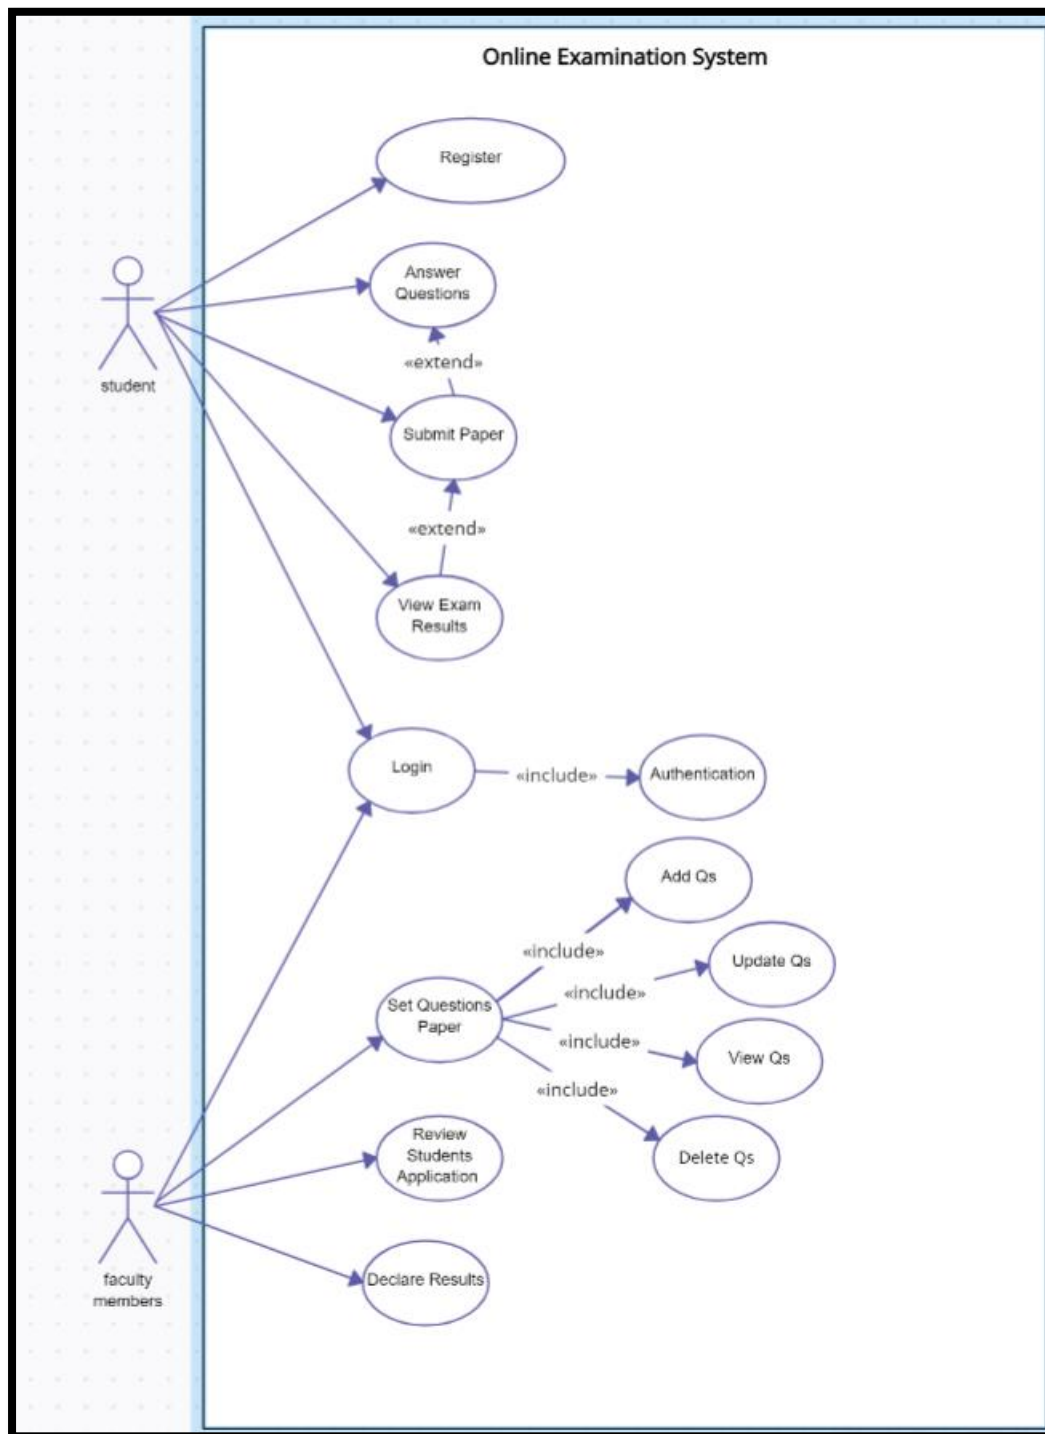 Online Examination System
Register
Answer
Questions
«extend»
student
Submit Paper
«extend»
View Exam
Results
Login
«include»
Authentication
Add Qs
«include»
Update Qs
«include»
Set Questions
Paper
«include»
View Qs
«include»
Review
Students
Application
Delete Qs
faculty
members
Declare Results